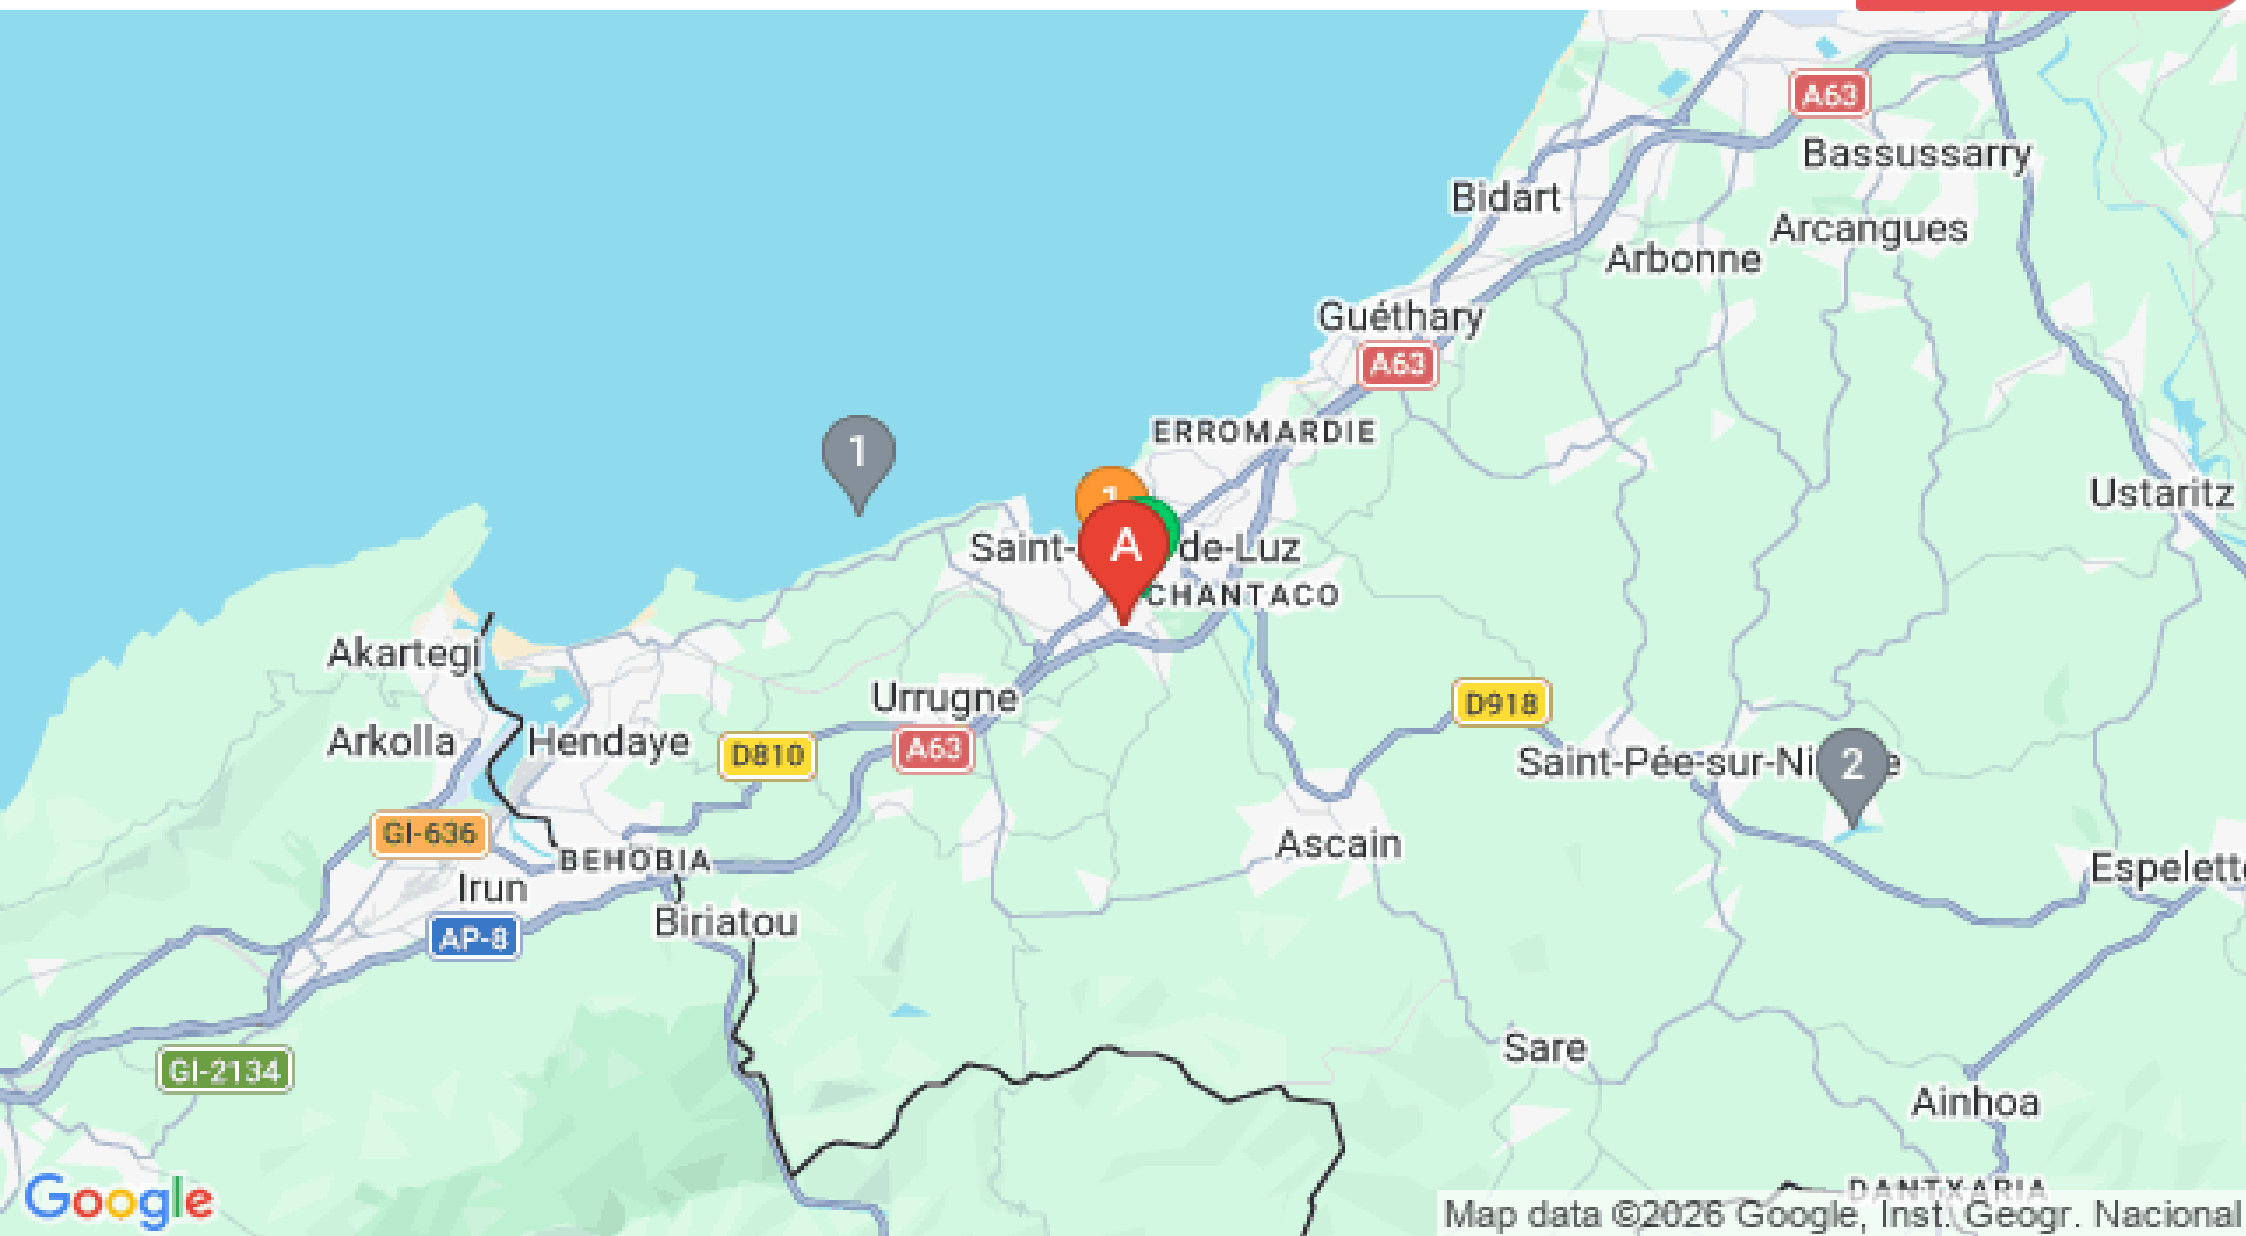 A63
Bassussarry
Bidart
Arcangues
Arbonne
Guéthary
A63
ERROMARDIE
1
1
Ustaritz
A
Saint-
de-Luz
CHANTACO
Akartegi
Urrugne
D918
Arkolla
Hendaye
D810
A63
Saint-Pée-sur-Ni
e
2
GI-636
BEHOBIA
Ascain
Espelette
Irun
Biriatou
AP-8
Sare
GI-2134
Ainhoa
DANTXARIA
Google
Map data ©2026 Google, Inst. Geogr. Nacional